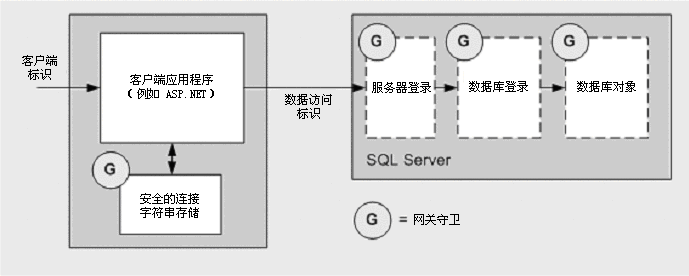 客户端
标识
客户端应用程序
（例如 ASP.NET）
G
安全的连接
字符串存储
数据访问
标识
G
服务器登录
G
数据库登录
G
数据库对象
SQL Server
G = 网关守卫